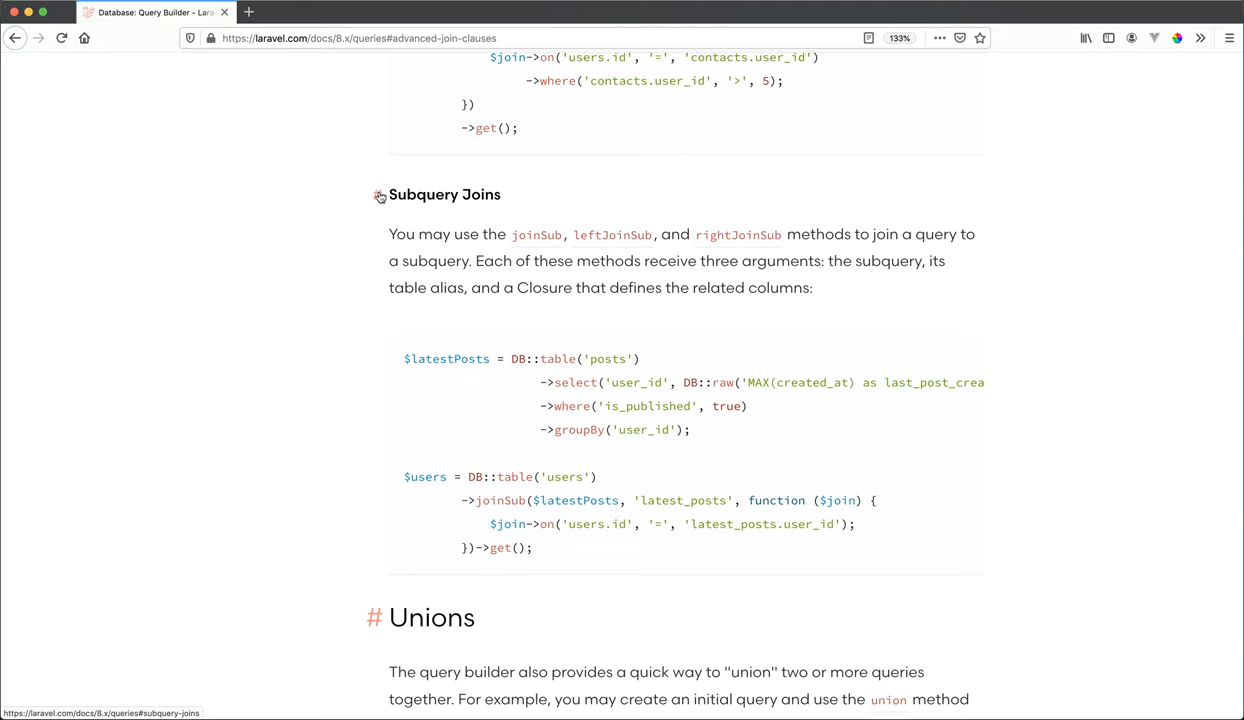 Database: Query Builder - Lara
https://laravel.com/docs/8.x/queries#advanced-join-clauses
133%
$join->on('users.id', '=', 'contacts.user_id')
->where('contacts.user_id', '>', 5);
})
->get();
# Subquery Joins
You may use the joinSub, leftJoinSub, and rightJoinSub methods to join a query to
a subquery. Each of these methods receive three arguments: the subquery, its
table alias, and a Closure that defines the related columns:
$latestPosts = DB::table('posts')
->select('user_id', DB::raw('MAX(created_at) as last_post_crea
->where('is_published', true)
->groupBy('user_id');
$users = DB::table('users')
->joinSub($latestPosts, 'latest_posts', function ($join) {
$join->on('users.id', '=', 'latest_posts.user_id');
})->get();
# Unions
The query builder also provides a quick way to "union" two or more queries
together. For example, you may create an initial query and use the union method
https://laravel.com/docs/8.x/queries#subquery-joins